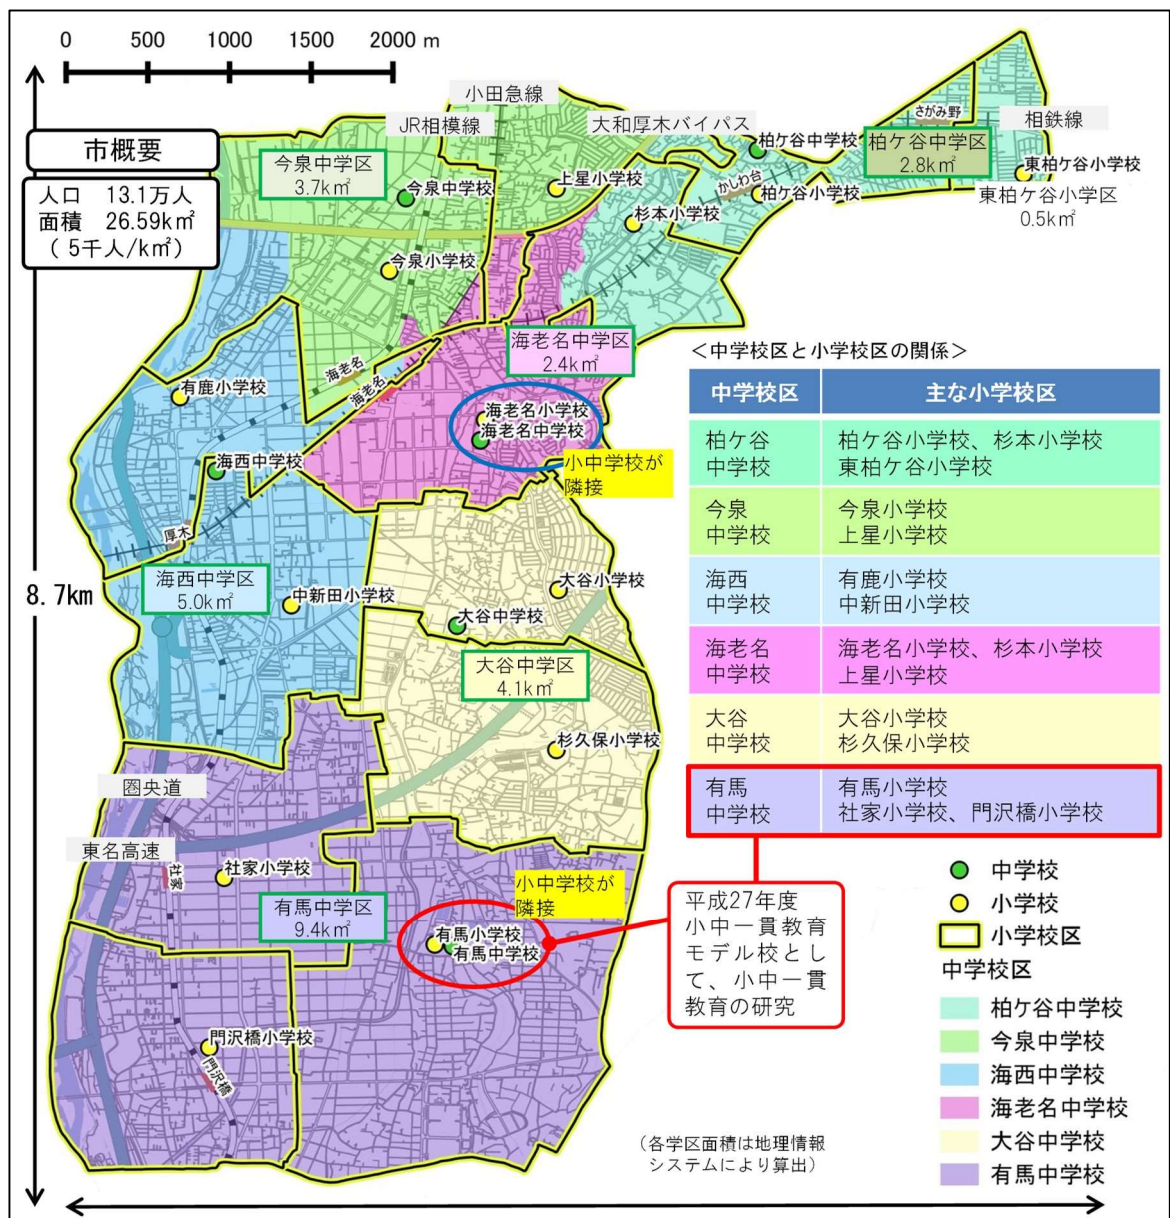 0 500 1000 1500 2000 m
小田急線
JR相模線
大和厚木バイパス
さがみ野
相鉄線
市概要
人口 13.1万人
面積 26.59k㎡
( 5千人/k㎡)
今泉中学区
3.7k㎡
今泉中学校
上星小学校
柏ケ谷中学校
柏ケ谷中学区
2.8k㎡
東柏ケ谷小学校
東柏ケ谷小学区
0.5k㎡
かしわ台
柏ケ谷小学校
杉本小学校
今泉小学校
海老名中学区
2.4k㎡
海老名
海老名
有鹿小学校
海老名小学校
海老名中学校
小中学校が
隣接
海西中学校
厚木
海西中学区
5.0k㎡
中新田小学校
8.7km
大谷小学校
大谷中学校
大谷中学区
4.1k㎡
杉久保小学校
圏央道
東名高速
社家
社家小学校
有馬中学区
9.4k㎡
小中学校が
隣接
有馬小学校
有馬中学校
門沢橋小学校
門沢橋
<中学校区と小学校区の関係>
中学校区 主な小学校区
柏ケ谷
中学校
柏ケ谷小学校、杉本小学校
東柏ケ谷小学校
今泉
中学校
今泉小学校
上星小学校
海西
中学校
有鹿小学校
中新田小学校
海老名
中学校
海老名小学校、杉本小学校
上星小学校
大谷
中学校
大谷小学校
杉久保小学校
有馬
中学校
有馬小学校
社家小学校、門沢橋小学校
平成27年度
小中一貫教育
モデル校とし
て、小中一貫
教育の研究
中学校
小学校
小学校区
中学校区
柏ケ谷中学校
今泉中学校
海西中学校
海老名中学校
大谷中学校
有馬中学校
(各学区面積は地理情報
システムにより算出)